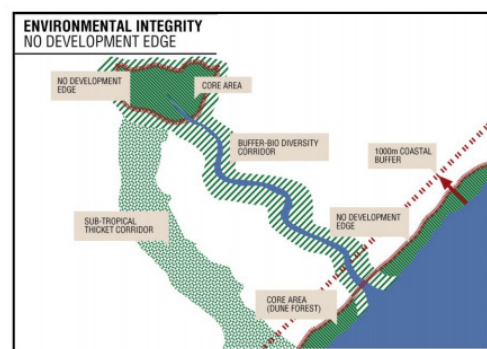 ENVIRONMENTAL INTEGRITY
NO DEVELOPMENT EDGE
NO DEVELOPMENT
EDGE
CORE AREA
BUFFER-BIO DIVERSITY
CORRIDOR
1000m COASTAL
BUFFER
SUB-TROPICAL
THICKET CORRIDOR
NO DEVELOPMENT
EDGE
CORE AREA
(DUNE FOREST)